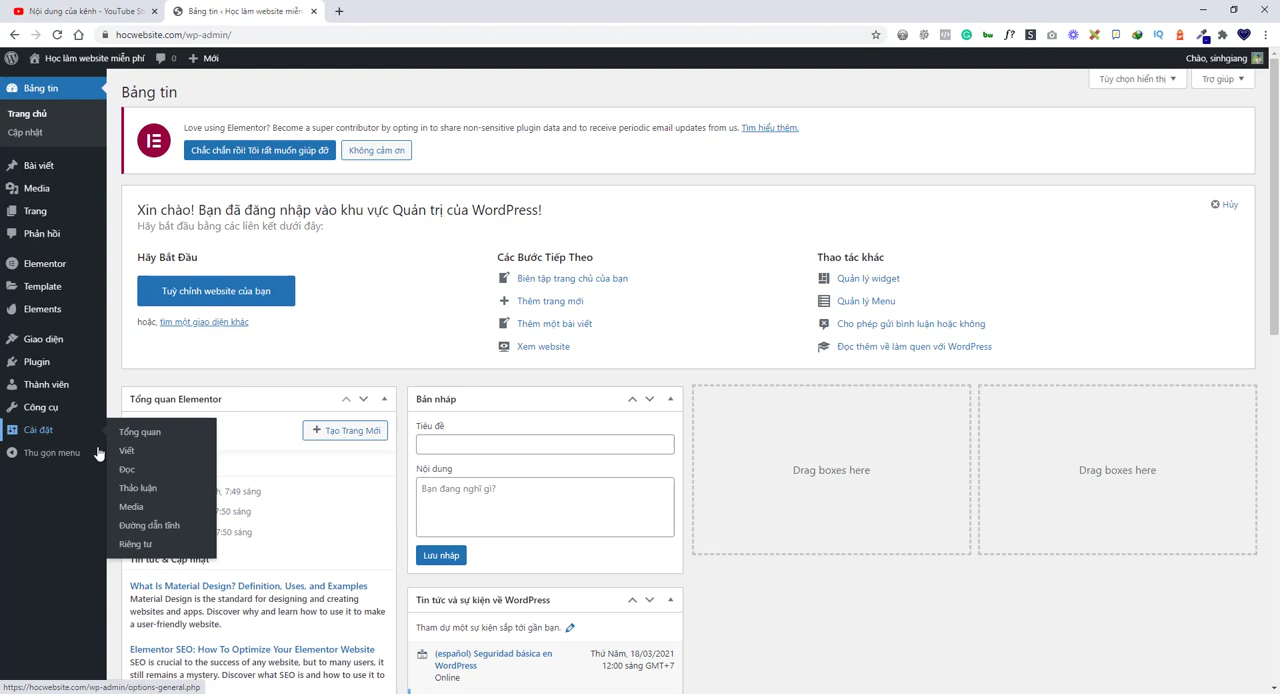 Nội dung của kênh - YouTube St
Bảng tin ‹ Học làm website miễn
hocwebsite.com/wp-admin/
Học làm website miễn phí
0
Mới
Chào, sinhgiang
Bảng tin
Trang chủ
Cập nhật
Bài viết
Media
Trang
Phản hồi
Elementor
Template
Elements
Giao diện
Plugin
Thành viên
Công cụ
Cài đặt
Thu gọn menu
Tổng quan
Viết
Đọc
Thảo luận
Media
Đường dẫn tĩnh
Riêng tư
Bảng tin
Tùy chọn hiển thị
Trợ giúp
Love using Elementor? Become a super contributor by opting in to share non-sensitive plugin data and to receive periodic email updates from us. Tìm hiểu thêm.
Chắc chắn rồi! Tôi rất muốn giúp đỡ
Không cảm ơn
Xin chào! Bạn đã đăng nhập vào khu vực Quản trị của WordPress!
Hãy bắt đầu bằng các liên kết dưới đây:
Hủy
Hãy Bắt Đầu
Tuỳ chỉnh website của bạn
hoặc, tìm một giao diện khác
Các Bước Tiếp Theo
Biên tập trang chủ của bạn
Thêm trang mới
Thêm một bài viết
Xem website
Thao tác khác
Quản lý widget
Quản lý Menu
Cho phép gửi bình luận hoặc không
Đọc thêm về làm quen với WordPress
Tổng quan Elementor
Tạo Trang Mới
h, 7:49 sáng
7:50 sáng
7:50 sáng
Tin tức & Cập nhật
What Is Material Design? Definition, Uses, and Examples
Material Design is the standard for designing and creating
websites and apps. Discover why and learn how to use it to make
a user-friendly website.
Elementor SEO: How To Optimize Your Elementor Website
SEO is crucial to the success of any website, but to many users, it
still remains a mystery. Discover what SEO is and how to use it to
Bản nháp
Tiêu đề
Nội dung
Bạn đang nghĩ gì?
Lưu nháp
Tin tức và sự kiện về WordPress
Tham dự một sự kiện sắp tới gần bạn.
(español) Seguridad básica en
WordPress
Online
Thứ Năm, 18/03/2021
12:00 sáng GMT+7
Drag boxes here
Drag boxes here
https://hocwebsite.com/wp-admin/options-general.php